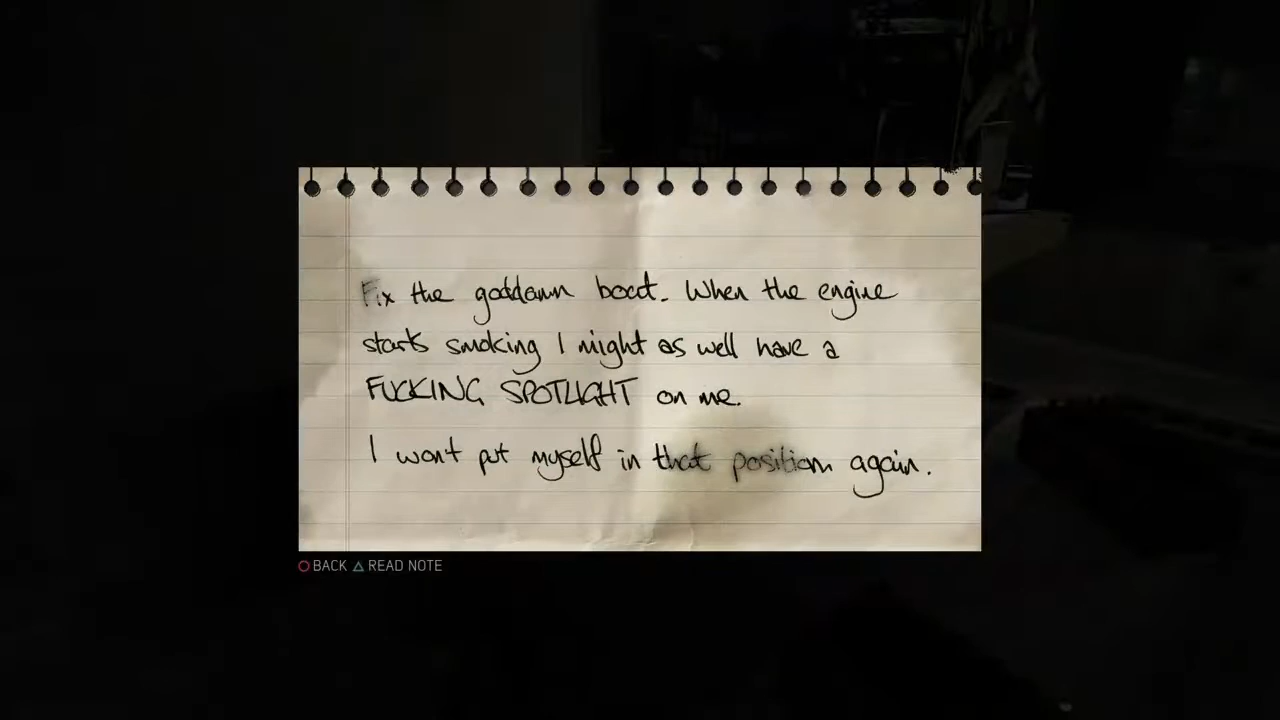 Fix the goddamn boat. When the engine
starts smoking I might as well have a
FUCKING SPOTLIGHT on me.
I won't put myself in that position again.
BACK READ NOTE